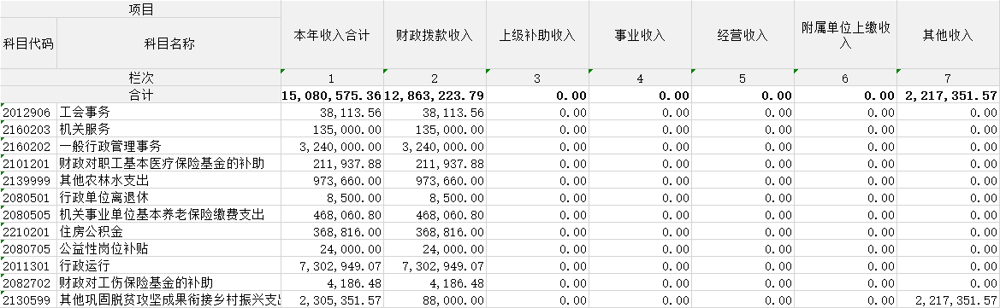 项目
科目代码 科目名称 本年收入合计 财政拨款收入 上级补助收入 事业收入 经营收入 附属单位上缴收入 其他收入
栏次 1 2 3 4 5 6 7
合计 15,080,575.36 12,863,223.79 0.00 0.00 0.00 0.00 2,217,351.57
2012906 工会事务 38,113.56 38,113.56 0.00 0.00 0.00 0.00 0.00
2160203 机关服务 135,000.00 135,000.00 0.00 0.00 0.00 0.00 0.00
2160202 一般行政管理事务 3,240,000.00 3,240,000.00 0.00 0.00 0.00 0.00 0.00
2101201 财政对职工基本医疗保险基金的补助 211,937.88 211,937.88 0.00 0.00 0.00 0.00 0.00
2139999 其他农林水支出 973,660.00 973,660.00 0.00 0.00 0.00 0.00 0.00
2080501 行政单位离退休 8,500.00 8,500.00 0.00 0.00 0.00 0.00 0.00
2080505 机关事业单位基本养老保险缴费支出 468,060.80 468,060.80 0.00 0.00 0.00 0.00 0.00
2210201 住房公积金 368,816.00 368,816.00 0.00 0.00 0.00 0.00 0.00
2080705 公益性岗位补贴 24,000.00 24,000.00 0.00 0.00 0.00 0.00 0.00
2011301 行政运行 7,302,949.07 7,302,949.07 0.00 0.00 0.00 0.00 0.00
2082702 财政对工伤保险基金的补助 4,186.48 4,186.48 0.00 0.00 0.00 0.00 0.00
2130599 其他巩固脱贫攻坚成果衔接乡村振兴支出 2,305,351.57 88,000.00 0.00 0.00 0.00 0.00 2,217,351.57